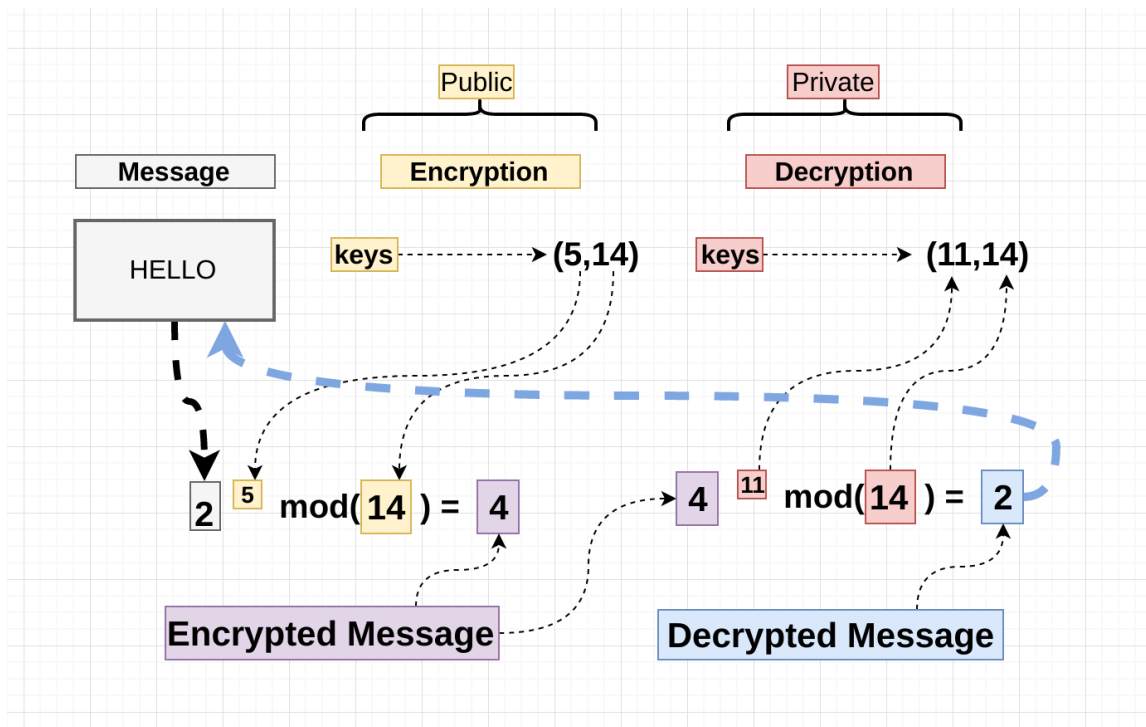 Public
Private
Message
Encryption
Decryption
HELLO
keys
(5,14)
keys
(11,14)
2 5 mod( 14 ) = 4
4 11 mod( 14 ) = 2
Encrypted Message
Decrypted Message